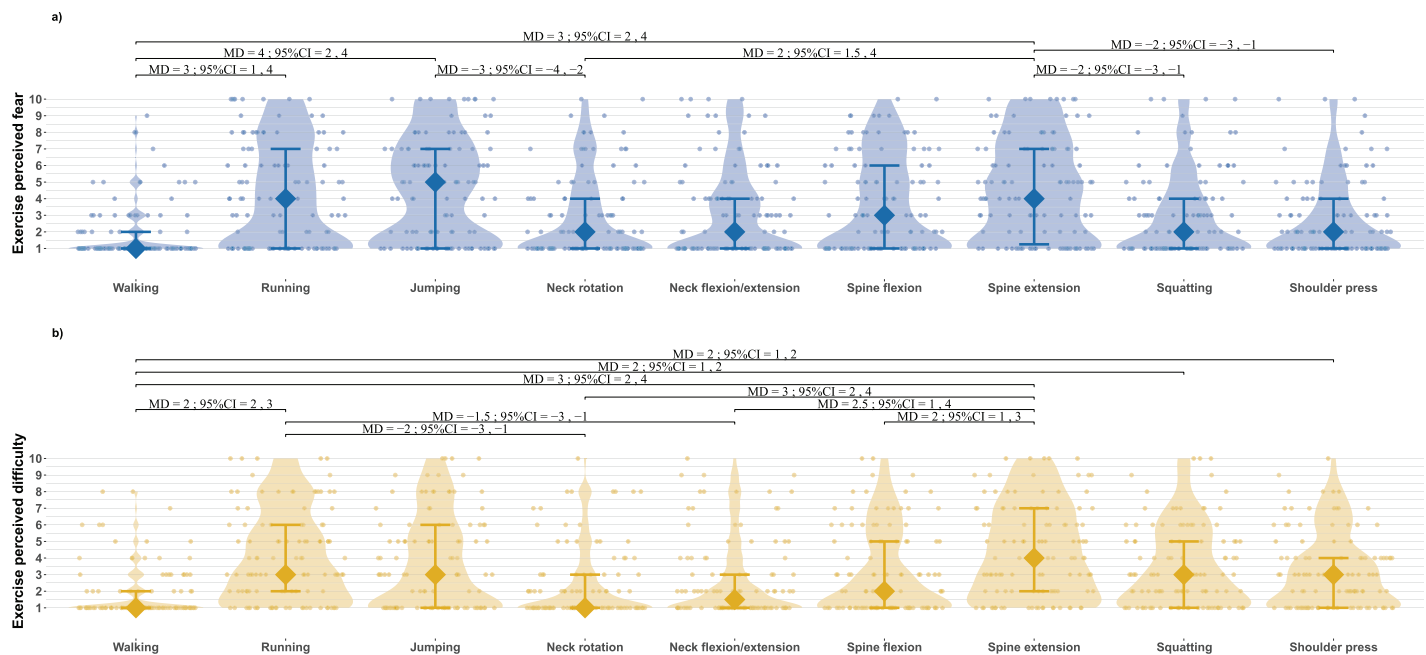 a)
MD = 3 ; 95%CI = 2 , 4
MD = 4 ; 95%CI = 2 , 4
MD = 2 ; 95%CI = 1.5 , 4
MD = −2 ; 95%CI = −3 , −1
MD = 3 ; 95%CI = 1 , 4
MD = −3 ; 95%CI = −4 , −2
MD = −2 ; 95%CI = −3 , −1
Exercise perceived fear
10
9
8
7
6
5
4
3
2
1
Walking
Running
Jumping
Neck rotation
Neck flexion/extension
Spine flexion
Spine extension
Squatting
Shoulder press
b)
MD = 2 ; 95%CI = 1 , 2
MD = 2 ; 95%CI = 1 , 2
MD = 3 ; 95%CI = 2 , 4
MD = 3 ; 95%CI = 2 , 4
MD = 2 ; 95%CI = 2 , 3
MD = 2.5 ; 95%CI = 1 , 4
MD = −1.5 ; 95%CI = −3 , −1
MD = 2 ; 95%CI = 1 , 3
MD = −2 ; 95%CI = −3 , −1
Exercise perceived difficulty
10
9
8
7
6
5
4
3
2
1
Walking
Running
Jumping
Neck rotation
Neck flexion/extension
Spine flexion
Spine extension
Squatting
Shoulder press